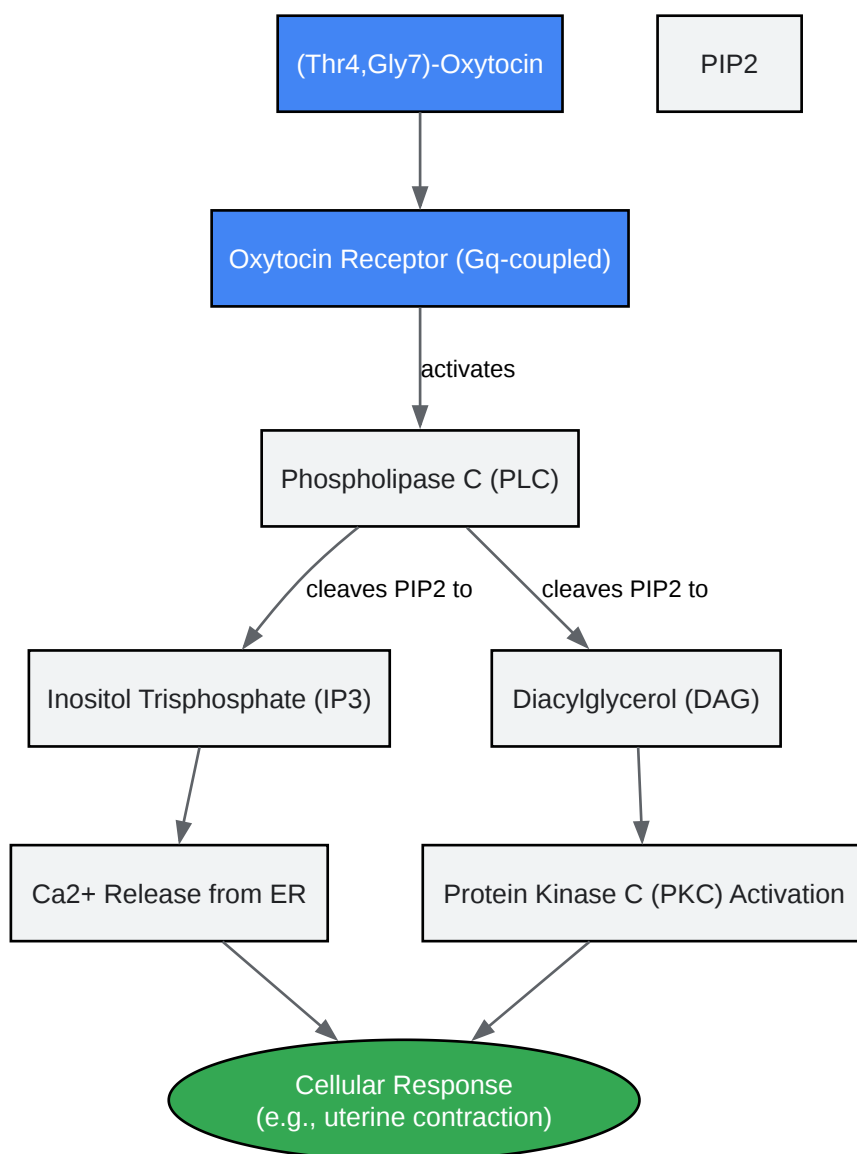 (Thr4,Gly7)-Oxytocin
PIP2
Oxytocin Receptor (Gq-coupled)
activates
Phospholipase C (PLC)
cleaves PIP2 to
cleaves PIP2 to
Inositol Trisphosphate (IP3)
Diacylglycerol (DAG)
Ca2+ Release from ER
Protein Kinase C (PKC) Activation
Cellular Response
(e.g., uterine contraction)